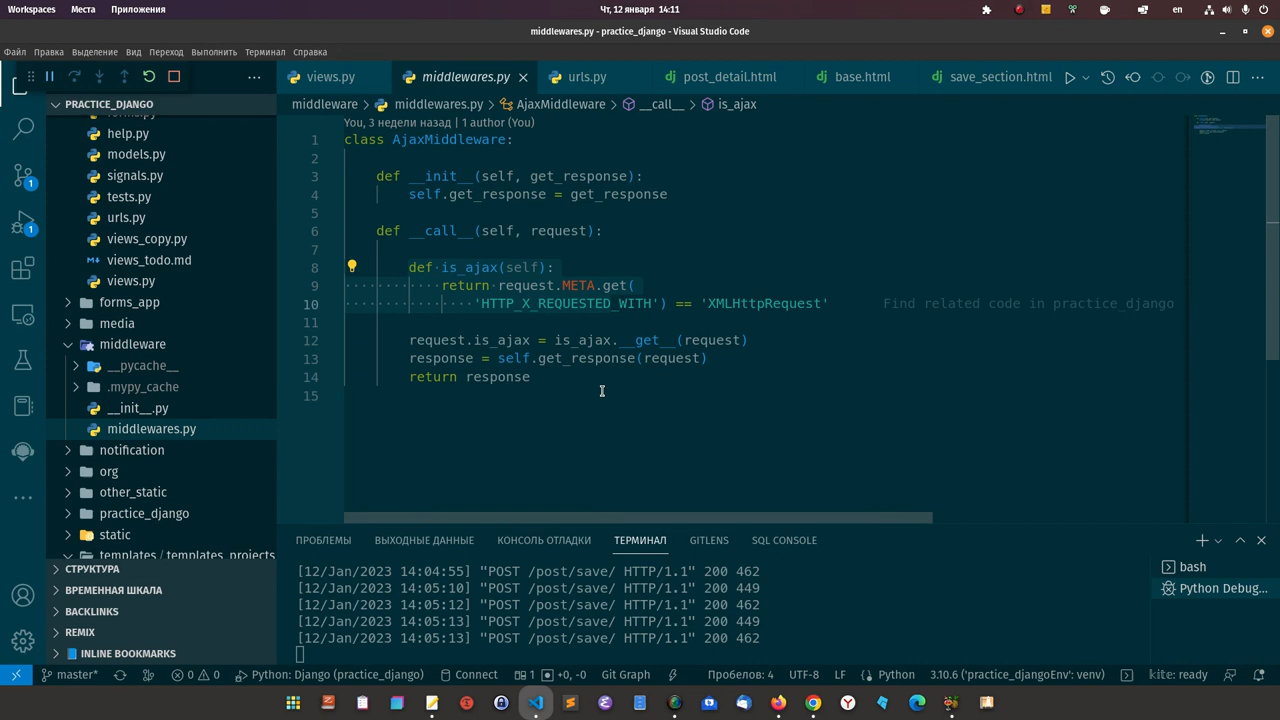 Workspaces Места Приложения Чт, 12 января 14:11 en
middlewares.py - practice_django - Visual Studio Code
Файл Правка Выделение Вид Переход Выполнить Терминал Справка
views.py middlewares.py urls.py post_detail.html base.html save_section.html
PRACTICE_DJANGO
middleware > middlewares.py > AjaxMiddleware > __call__ > is_ajax
help.py
models.py
signals.py
tests.py
urls.py
views_copy.py
views_todo.md
views.py
forms_app
media
middleware
__pycache__
.mypy_cache
__init__.py
middlewares.py
notification
org
other_static
practice_django
static
templates / templates_projects
СТРУКТУРА
ВРЕМЕННАЯ ШКАЛА
BACKLINKS
REMIX
INLINE BOOKMARKS
1
1
You, 3 недели назад | 1 author (You)
1 class AjaxMiddleware:
2
3 def __init__(self, get_response):
4 self.get_response = get_response
5
6 def __call__(self, request):
7
8 def is_ajax(self):
9 return request.META.get(
10 'HTTP_X_REQUESTED_WITH') == 'XMLHttpRequest' Find related code in practice_django
11
12 request.is_ajax = is_ajax.__get__(request)
13 response = self.get_response(request)
14 return response
15
ПРОБЛЕМЫ ВЫХОДНЫЕ ДАННЫЕ КОНСОЛЬ ОТЛАДКИ ТЕРМИНАЛ GITLENS SQL CONSOLE
[12/Jan/2023 14:04:55] "POST /post/save/ HTTP/1.1" 200 462
[12/Jan/2023 14:05:10] "POST /post/save/ HTTP/1.1" 200 449
[12/Jan/2023 14:05:12] "POST /post/save/ HTTP/1.1" 200 462
[12/Jan/2023 14:05:13] "POST /post/save/ HTTP/1.1" 200 449
[12/Jan/2023 14:05:13] "POST /post/save/ HTTP/1.1" 200 462
bash
Python Debug...
master* 0 0 Python: Django (practice_django) Connect 1 +0, -0 Git Graph Пробелов: 4 UTF-8 LF Python 3.10.6 ('practice_djangoEnv': venv) kite: ready